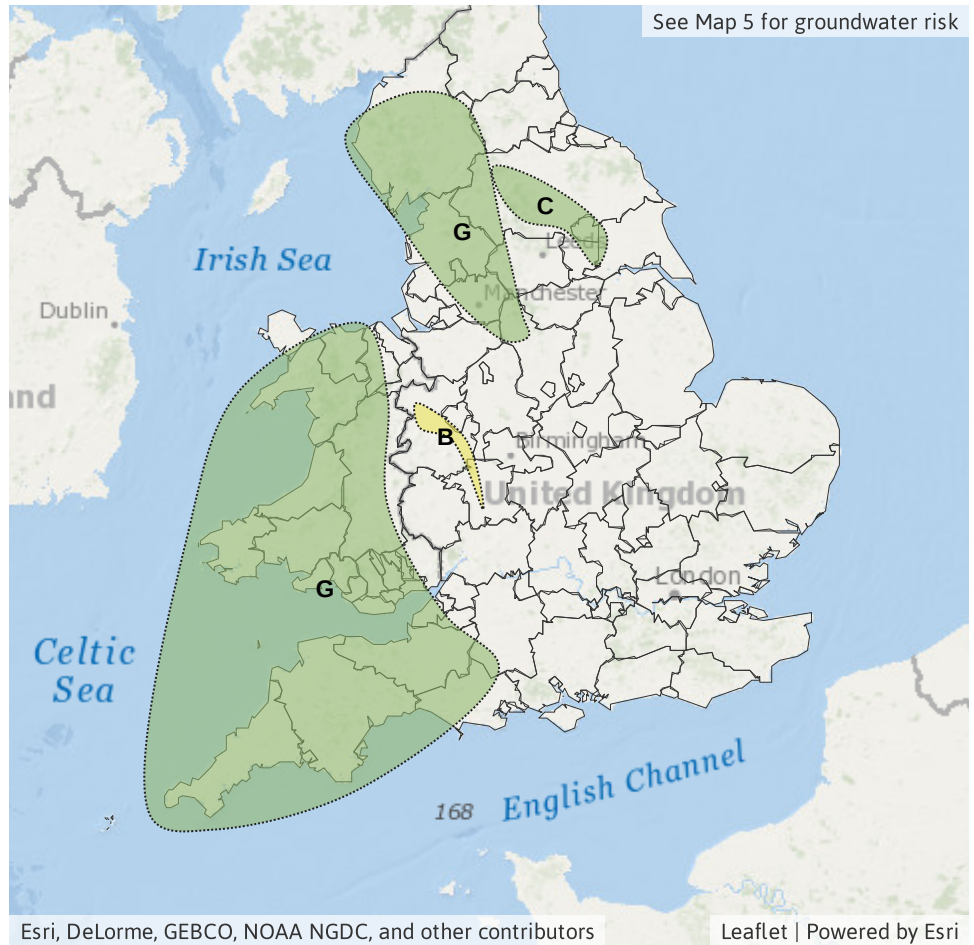 See Map 5 for groundwater risk
C
G
Leeds
Irish Sea
Manchester
Dublin
nd
B
Birmingham
United Kingdom
London
G
Celtic
Sea
English Channel
168
Esri, DeLorme, GEBCO, NOAA NGDC, and other contributors
Leaflet | Powered by Esri